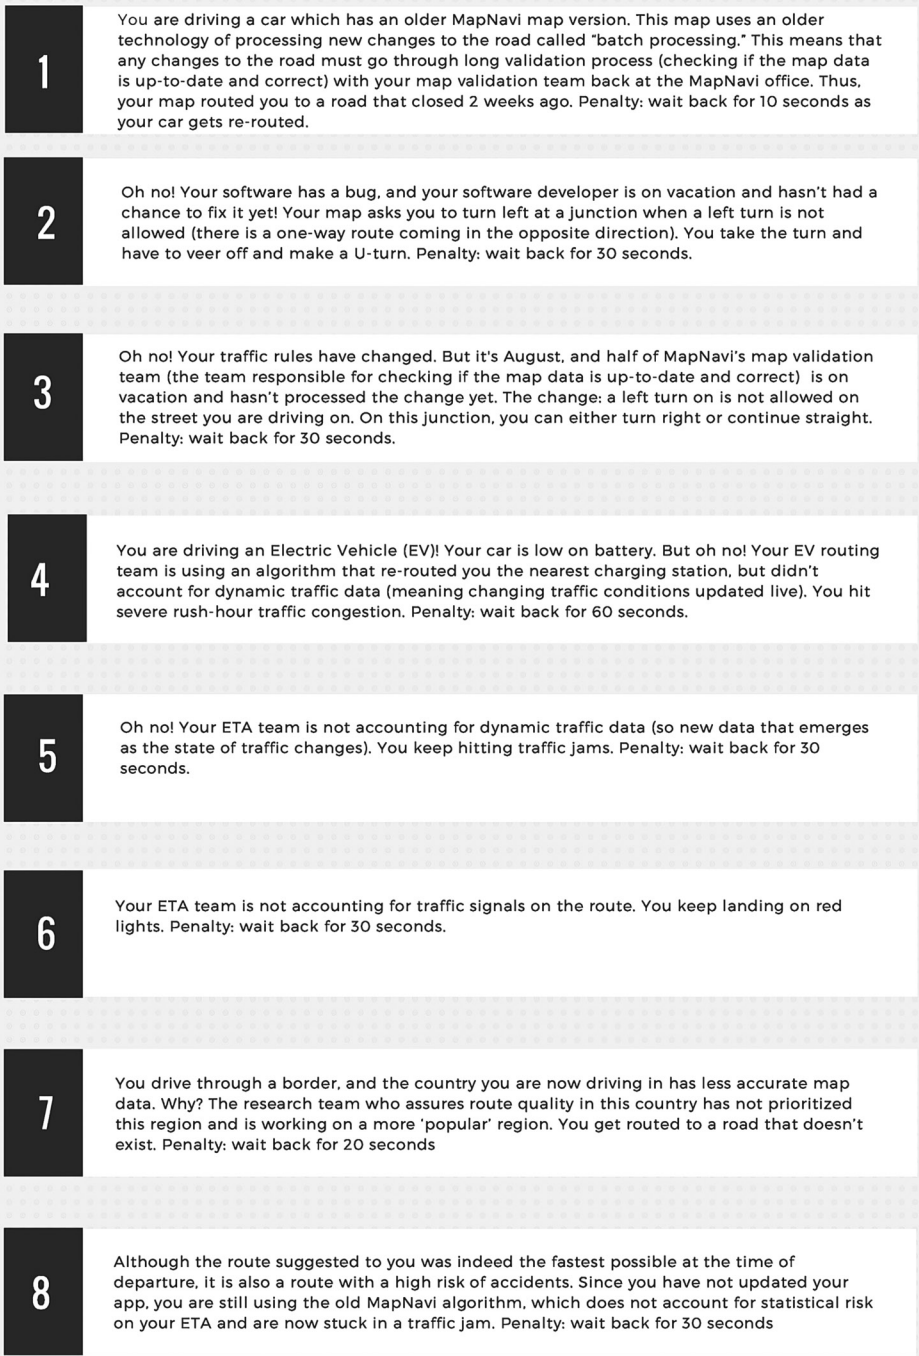 1
You are driving a car which has an older MapNavi map version. This map uses an older
technology of processing new changes to the road called “batch processing.” This means that
any changes to the road must go through long validation process (checking if the map data
is up-to-date and correct) with your map validation team back at the MapNavi office. Thus,
your map routed you to a road that closed 2 weeks ago. Penalty: wait back for 10 seconds as
your car gets re-routed.
2
Oh no! Your software has a bug, and your software developer is on vacation and hasn't had a
chance to fix it yet! Your map asks you to turn left at a junction when a left turn is not
allowed (there is a one-way route coming in the opposite direction). You take the turn and
have to veer off and make a U-turn. Penalty: wait back for 30 seconds.
3
Oh no! Your traffic rules have changed. But it's August, and half of MapNavi's map validation
team (the team responsible for checking if the map data is up-to-date and correct) is on
vacation and hasn't processed the change yet. The change: a left turn on is not allowed on
the street you are driving on. On this junction, you can either turn right or continue straight.
Penalty: wait back for 30 seconds.
4
You are driving an Electric Vehicle (EV)! Your car is low on battery. But oh no! Your EV routing
team is using an algorithm that re-routed you the nearest charging station, but didn't
account for dynamic traffic data (meaning changing traffic conditions updated live). You hit
severe rush-hour traffic congestion. Penalty: wait back for 60 seconds.
5
Oh no! Your ETA team is not accounting for dynamic traffic data (so new data that emerges
as the state of traffic changes). You keep hitting traffic jams. Penalty: wait back for 30
seconds.
6
Your ETA team is not accounting for traffic signals on the route. You keep landing on red
lights. Penalty: wait back for 30 seconds.
7
You drive through a border, and the country you are now driving in has less accurate map
data. Why? The research team who assures route quality in this country has not prioritized
this region and is working on a more ‘popular’ region. You get routed to a road that doesn't
exist. Penalty: wait back for 20 seconds
8
Although the route suggested to you was indeed the fastest possible at the time of
departure, it is also a route with a high risk of accidents. Since you have not updated your
app, you are still using the old MapNavi algorithm, which does not account for statistical risk
on your ETA and are now stuck in a traffic jam. Penalty: wait back for 30 seconds